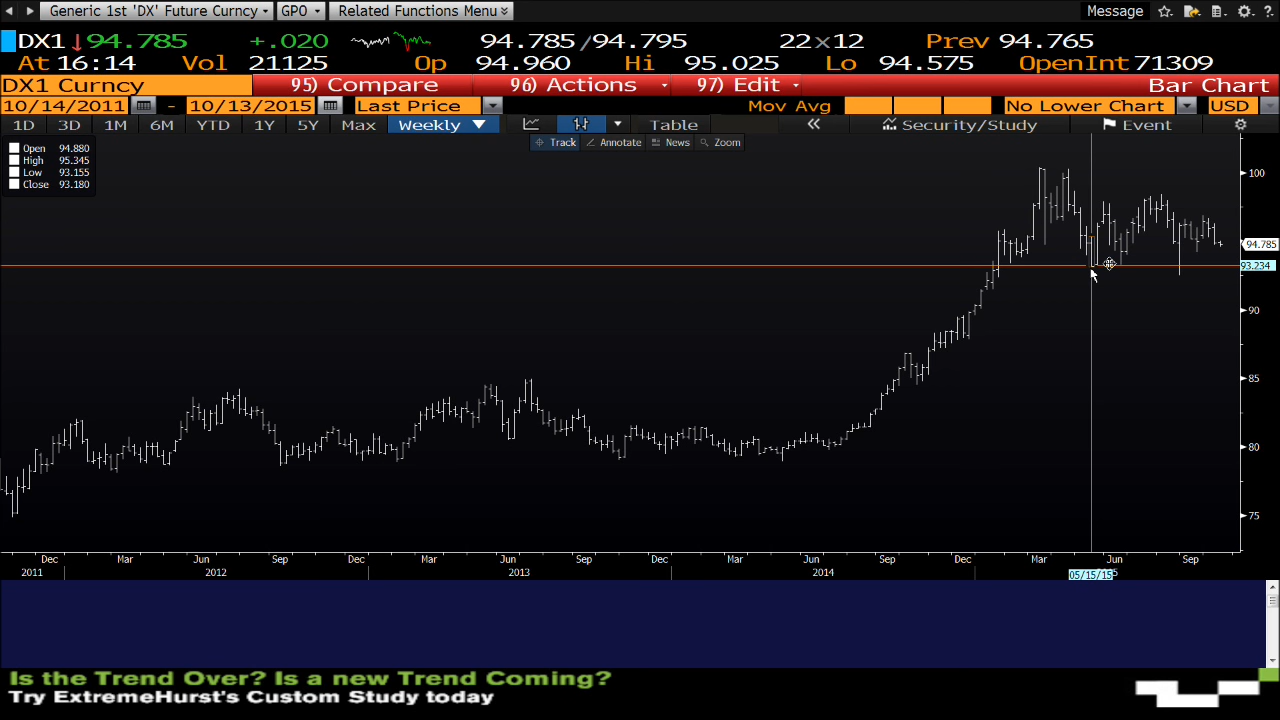 Generic 1st 'DX' Future Curncy GPO Related Functions Menu Message ?
DX1 94.785 +.020 94.785/94.795 22x12 Prev 94.765
At 16:14 Vol 21125 Op 94.960 Hi 95.025 Lo 94.575 OpenInt 71309
DX1 Curncy 95) Compare 96) Actions 97) Edit Bar Chart
10/14/2011 - 10/13/2015 Last Price Mov Avg No Lower Chart USD
1D 3D 1M 6M YTD 1Y 5Y Max Weekly Table « Security/Study Event
Track Annotate News Zoom
Open 94.880
High 95.345
Low 93.155
Close 93.180
100
94.785
93.234
90
85
80
75
Dec Mar Jun Sep Dec Mar Jun Sep Dec Mar Jun Sep Dec Mar Jun Sep
2011 2012 2013 2014 05/15/15 5
Is the Trend Over? Is a new Trend Coming?
Try ExtremeHurst's Custom Study today